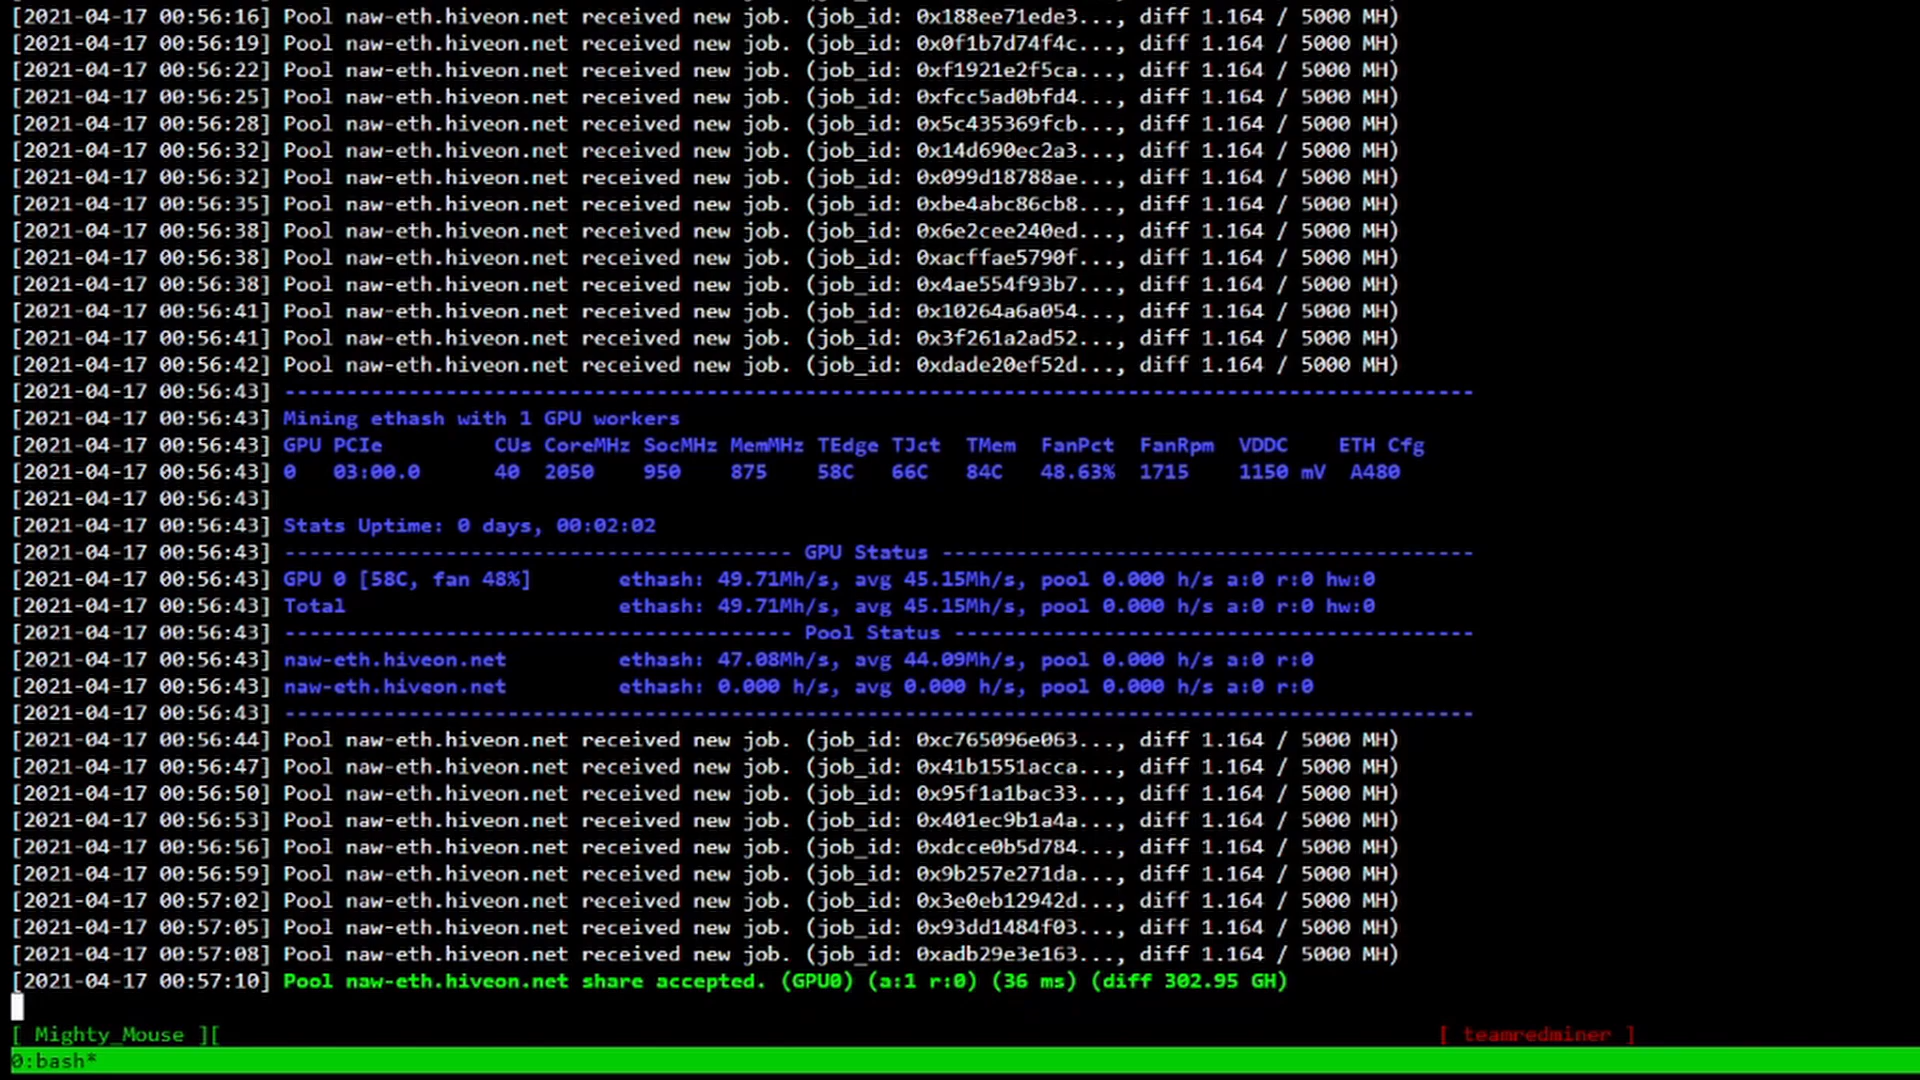 [2021-04-17 00:56:16] Pool naw-eth.hiveon.net received new job. (job_id: 0x188ee71ede3..., diff 1.164 / 5000 MH)
[2021-04-17 00:56:19] Pool naw-eth.hiveon.net received new job. (job_id: 0x0f1b7d74f4c..., diff 1.164 / 5000 MH)
[2021-04-17 00:56:22] Pool naw-eth.hiveon.net received new job. (job_id: 0xf1921e2f5ca..., diff 1.164 / 5000 MH)
[2021-04-17 00:56:25] Pool naw-eth.hiveon.net received new job. (job_id: 0xfcc5ad0bfd4..., diff 1.164 / 5000 MH)
[2021-04-17 00:56:28] Pool naw-eth.hiveon.net received new job. (job_id: 0x5c435369fcb..., diff 1.164 / 5000 MH)
[2021-04-17 00:56:32] Pool naw-eth.hiveon.net received new job. (job_id: 0x14d690ec2a3..., diff 1.164 / 5000 MH)
[2021-04-17 00:56:32] Pool naw-eth.hiveon.net received new job. (job_id: 0x099d18788ae..., diff 1.164 / 5000 MH)
[2021-04-17 00:56:35] Pool naw-eth.hiveon.net received new job. (job_id: 0xbe4abc86cb8..., diff 1.164 / 5000 MH)
[2021-04-17 00:56:38] Pool naw-eth.hiveon.net received new job. (job_id: 0x6e2cee240ed..., diff 1.164 / 5000 MH)
[2021-04-17 00:56:38] Pool naw-eth.hiveon.net received new job. (job_id: 0xacffae5790f..., diff 1.164 / 5000 MH)
[2021-04-17 00:56:38] Pool naw-eth.hiveon.net received new job. (job_id: 0x4ae554f93b7..., diff 1.164 / 5000 MH)
[2021-04-17 00:56:41] Pool naw-eth.hiveon.net received new job. (job_id: 0x10264a6a054..., diff 1.164 / 5000 MH)
[2021-04-17 00:56:41] Pool naw-eth.hiveon.net received new job. (job_id: 0x3f261a2ad52..., diff 1.164 / 5000 MH)
[2021-04-17 00:56:42] Pool naw-eth.hiveon.net received new job. (job_id: 0xdade20ef52d..., diff 1.164 / 5000 MH)
[2021-04-17 00:56:43] ------------------------------------------------------------------------------------------------
[2021-04-17 00:56:43] Mining ethash with 1 GPU workers
[2021-04-17 00:56:43] GPU PCIe CUs CoreMHz SocMHz MemMHz TEdge TJct TMem FanPct FanRpm VDDC ETH Cfg
[2021-04-17 00:56:43] 0 03:00.0 40 2050 950 875 58C 66C 84C 48.63% 1715 1150 mV A480
[2021-04-17 00:56:43]
[2021-04-17 00:56:43] Stats Uptime: 0 days, 00:02:02
[2021-04-17 00:56:43] ----------------------------------------- GPU Status -------------------------------------------
[2021-04-17 00:56:43] GPU 0 [58C, fan 48%] ethash: 49.71Mh/s, avg 45.15Mh/s, pool 0.000 h/s a:0 r:0 hw:0
[2021-04-17 00:56:43] Total ethash: 49.71Mh/s, avg 45.15Mh/s, pool 0.000 h/s a:0 r:0 hw:0
[2021-04-17 00:56:43] ----------------------------------------- Pool Status ------------------------------------------
[2021-04-17 00:56:43] naw-eth.hiveon.net ethash: 47.08Mh/s, avg 44.09Mh/s, pool 0.000 h/s a:0 r:0
[2021-04-17 00:56:43] naw-eth.hiveon.net ethash: 0.000 h/s, avg 0.000 h/s, pool 0.000 h/s a:0 r:0
[2021-04-17 00:56:43] ------------------------------------------------------------------------------------------------
[2021-04-17 00:56:44] Pool naw-eth.hiveon.net received new job. (job_id: 0xc765096e063..., diff 1.164 / 5000 MH)
[2021-04-17 00:56:47] Pool naw-eth.hiveon.net received new job. (job_id: 0x41b1551acca..., diff 1.164 / 5000 MH)
[2021-04-17 00:56:50] Pool naw-eth.hiveon.net received new job. (job_id: 0x95f1a1bac33..., diff 1.164 / 5000 MH)
[2021-04-17 00:56:53] Pool naw-eth.hiveon.net received new job. (job_id: 0x401ec9b1a4a..., diff 1.164 / 5000 MH)
[2021-04-17 00:56:56] Pool naw-eth.hiveon.net received new job. (job_id: 0xdcce0b5d784..., diff 1.164 / 5000 MH)
[2021-04-17 00:56:59] Pool naw-eth.hiveon.net received new job. (job_id: 0x9b257e271da..., diff 1.164 / 5000 MH)
[2021-04-17 00:57:02] Pool naw-eth.hiveon.net received new job. (job_id: 0x3e0eb12942d..., diff 1.164 / 5000 MH)
[2021-04-17 00:57:05] Pool naw-eth.hiveon.net received new job. (job_id: 0x93dd1484f03..., diff 1.164 / 5000 MH)
[2021-04-17 00:57:08] Pool naw-eth.hiveon.net received new job. (job_id: 0xadb29e3e163..., diff 1.164 / 5000 MH)
[2021-04-17 00:57:10] Pool naw-eth.hiveon.net share accepted. (GPU0) (a:1 r:0) (36 ms) (diff 302.95 GH)
[ Mighty_Mouse ][ [ teamredminer ]
0:bash*